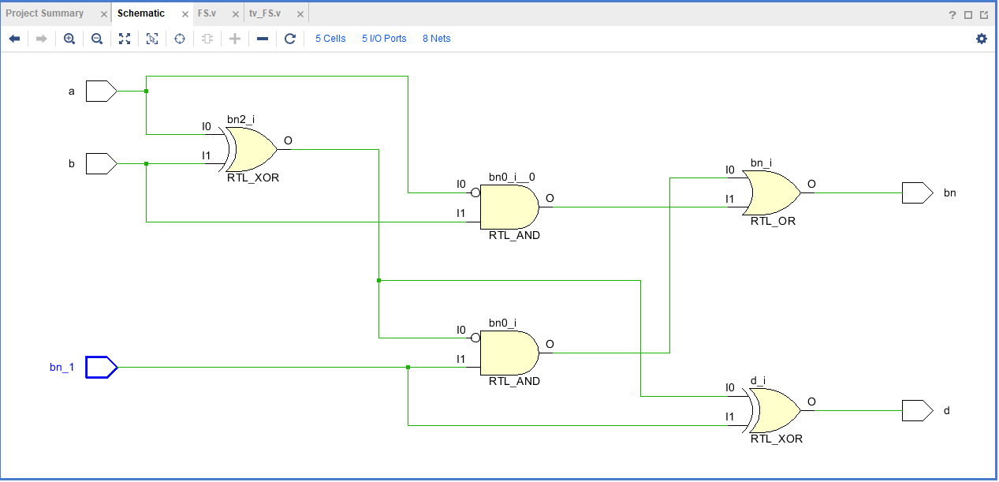 Project Summary × Schematic × FS.v × tv_FS.v ×
5 Cells 5 I/O Ports 8 Nets
a
bn2_i
I0
O
I1
b
RTL_XOR
bn0_i__0
I0
O
I1
RTL_AND
bn_i
I0
O
I1
bn
RTL_OR
bn0_i
I0
O
I1
RTL_AND
bn_1
d_i
I0
O
I1
d
RTL_XOR